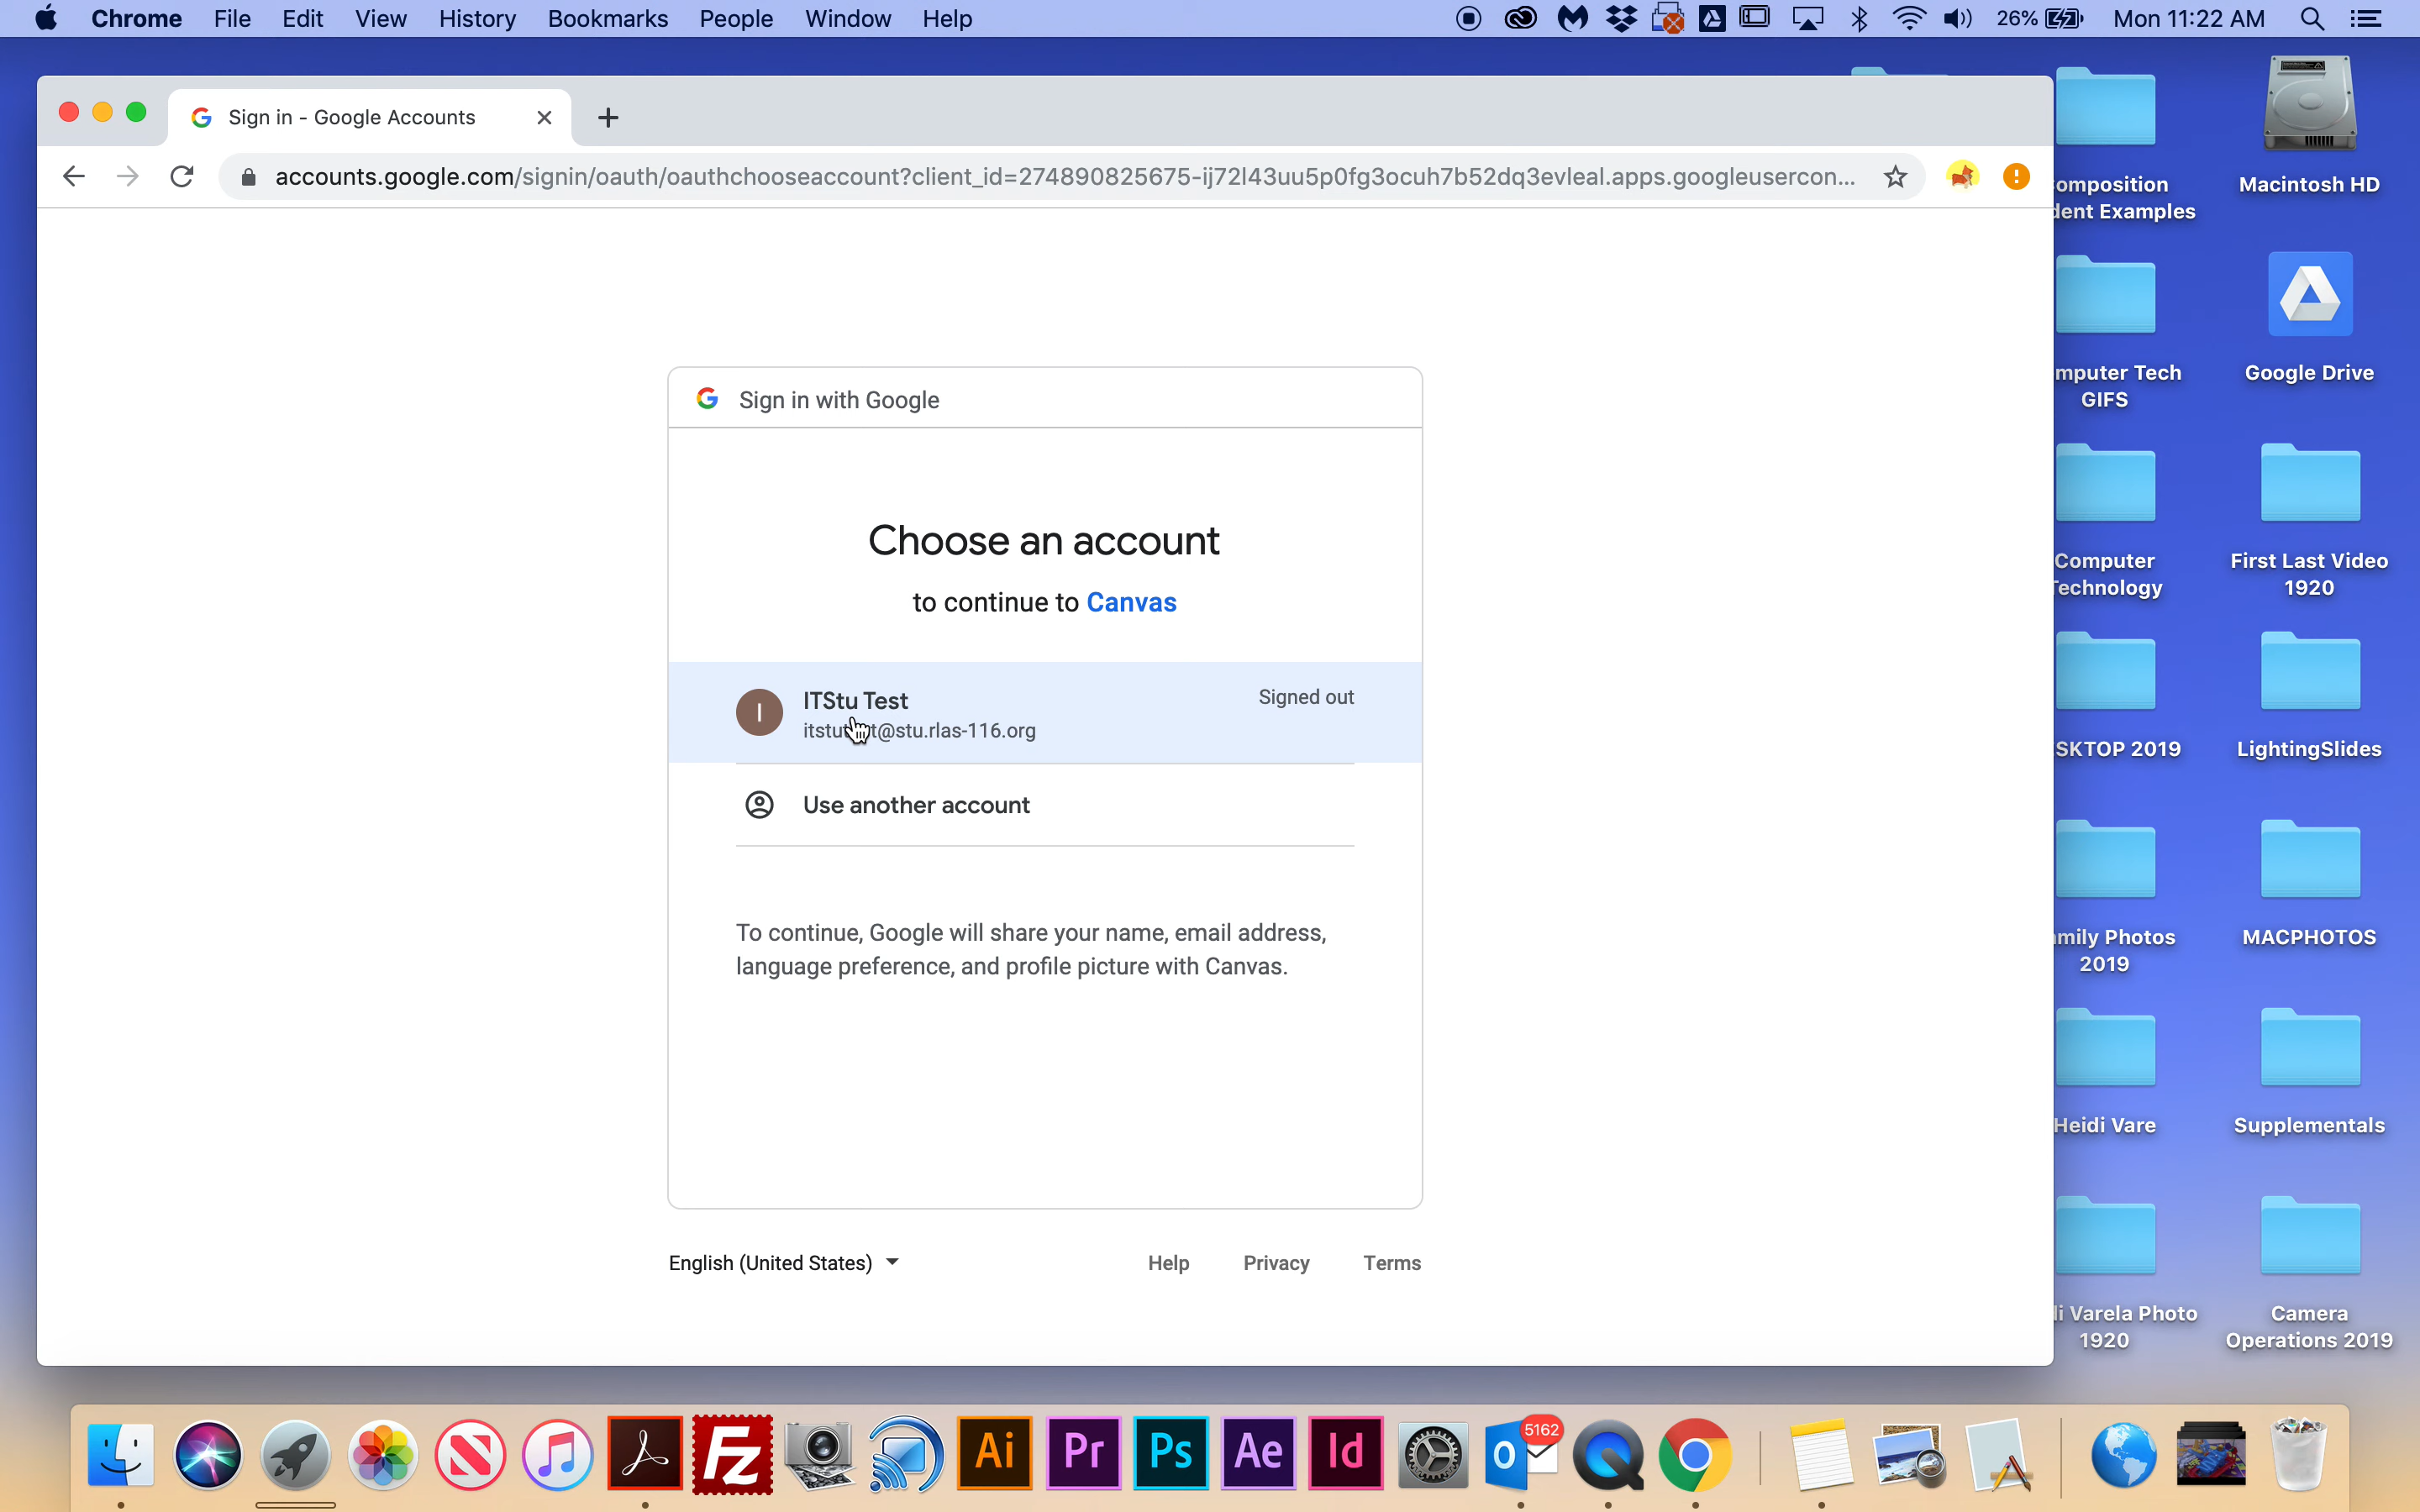 Chrome File Edit View History Bookmarks People Window Help
26% Mon 11:22 AM
Sign in - Google Accounts
accounts.google.com/signin/oauth/oauthchooseaccount?client_id=274890825675-ij72l43uu5p0fg3ocuh7b52dq3evleal.apps.googleusercon...
Sign in with Google
Choose an account
to continue to Canvas
I
ITStu Test
Signed out
@stu.rlas-116.org
Use another account
To continue, Google will share your name, email address,
language preference, and profile picture with Canvas.
English (United States)
Help Privacy Terms
omposition
dent Examples
Macintosh HD
mputer Tech
GIFS
Google Drive
Computer
Technology
First Last Video
1920
SKTOP 2019
LightingSlides
mily Photos
2019
MACPHOTOS
Heidi Vare
Supplementals
di Varela Photo
1920
Camera
Operations 2019
Fz
Ai
Pr
Ps
Ae
Id
O
5162